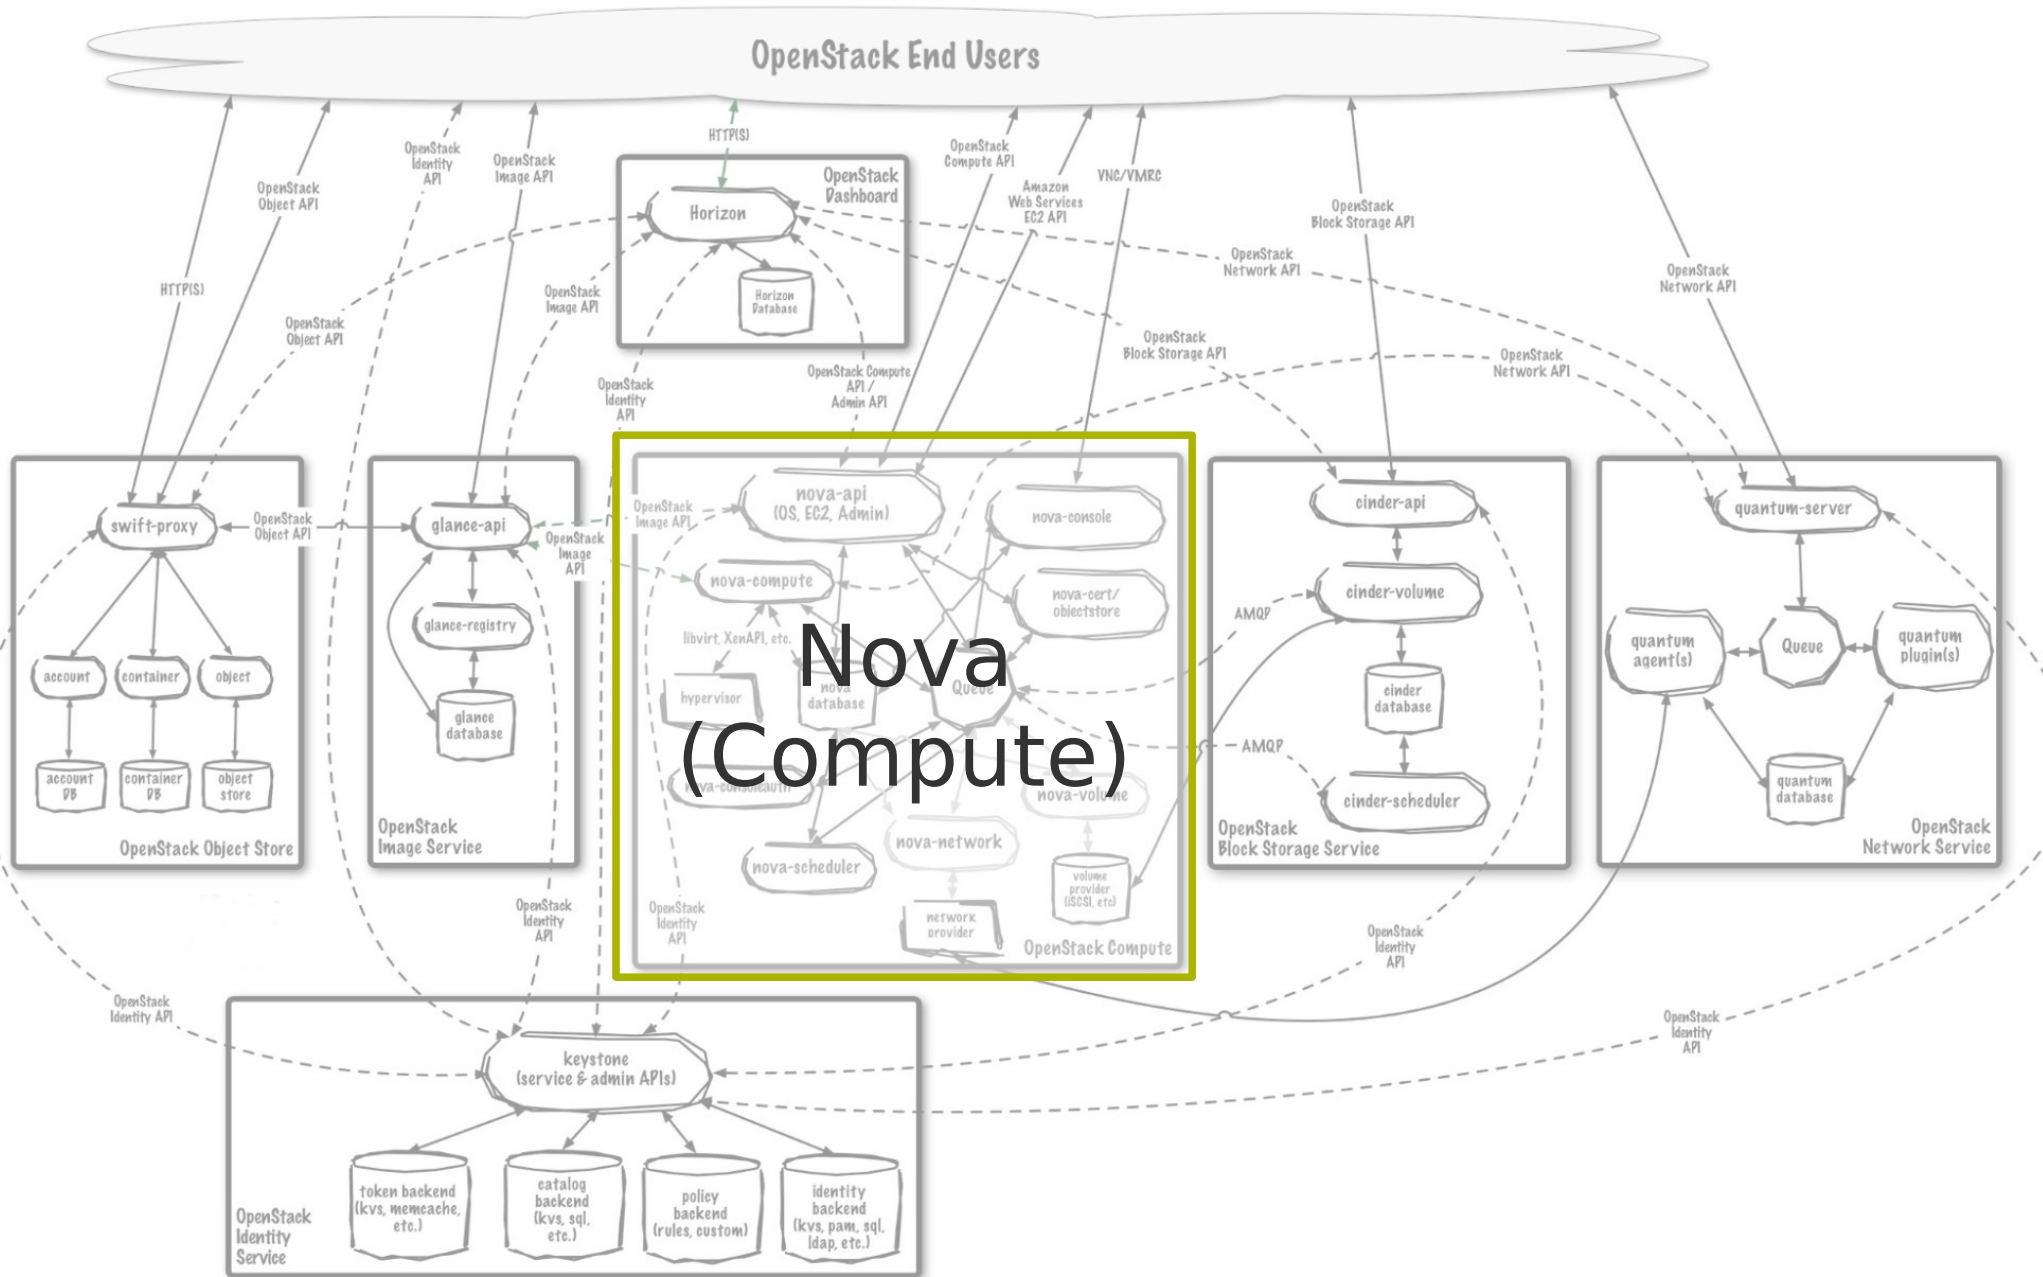 OpenStack End Users
HTTP(S)
OpenStack
Object API
OpenStack
Identity
API
OpenStack
Image API
HTTP(S)
OpenStack
Compute API
Amazon
Web Services
EC2 API
VNC/VMRC
OpenStack
Block Storage API
OpenStack
Network API
OpenStack
Dashboard
Horizon
Horizon
Database
OpenStack
Object API
OpenStack
Image API
OpenStack
Identity
API
OpenStack Compute
API /
Admin API
OpenStack
Network API
OpenStack
Block Storage API
OpenStack
Network API
swift-proxy
OpenStack
Object API
account
container
object
account
DB
container
DB
object
store
OpenStack Object Store
glance-api
glance-registry
glance
database
OpenStack
Image Service
OpenStack
Image API
OpenStack
Image
API
nova-api
(OS, EC2, Admin)
nova-console
nova-compute
nova-cert/
objectstore
libvirt, XenAPI, etc.
Nova
(Compute)
hypervisor
nova
database
Queue
nova-consoleauth
nova-volume
nova-network
nova-scheduler
volume
provider
(iSCSI, etc)
network
provider
OpenStack
Identity
API
OpenStack Compute
AMQP
AMQP
cinder-api
cinder-volume
cinder
database
cinder-scheduler
OpenStack
Block Storage Service
quantum-server
quantum
agent(s)
Queue
quantum
plugin(s)
quantum
database
OpenStack
Network Service
OpenStack
Identity API
OpenStack
Identity
API
OpenStack
Identity
API
OpenStack
Identity
API
keystone
(service & admin APIs)
token backend
(kvs, memcache,
etc.)
catalog
backend
(kvs, sql,
etc.)
policy
backend
(rules, custom)
identity
backend
(kvs, pam, sql,
ldap, etc.)
OpenStack
Identity
Service